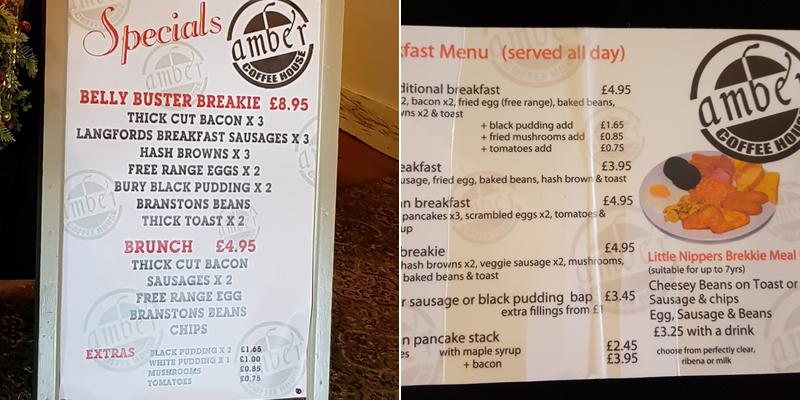 Specials
amber
COFFEE HOUSE
BELLY BUSTER BREAKIE £8.95
THICK CUT BACON X 3
LANGFORDS BREAKFAST SAUSAGES X 3
HASH BROWNS X 3
FREE RANGE EGGS X 2
BURY BLACK PUDDING X 2
BRANSTONS BEANS
THICK TOAST X 2
BRUNCH £4.95
THICK CUT BACON
SAUSAGES X 2
FREE RANGE EGG
BRANSTONS BEANS
CHIPS
EXTRAS
BLACK PUDDING X 2 £1.65
WHITE PUDDING X 1 £1.00
MUSHROOMS £0.85
TOMATOES £0.75
kfast Menu (served all day)
amber
COFFEE HOUSE
ditional breakfast £4.95
2, bacon x2, fried egg (free range), baked beans,
wns x2 & toast
+ black pudding add £1.65
+ fried mushrooms add £0.85
+ tomatoes add £0.75
eakfast £3.95
usage, fried egg, baked beans, hash brown & toast
an breakfast £4.95
pancakes x3, scrambled eggs x2, tomatoes &
up
breakie £4.95
hash browns x2, veggie sausage x2, mushrooms,
baked beans & toast
r sausage or black pudding bap £3.45
extra fillings from £1
n pancake stack
es with maple syrup £2.45
+ bacon £3.95
Little Nippers Brekkie Meal
(suitable for up to 7yrs)
Cheesey Beans on Toast or
Sausage & chips
Egg, Sausage & Beans
£3.25 with a drink
choose from perfectly clear,
ribena or milk